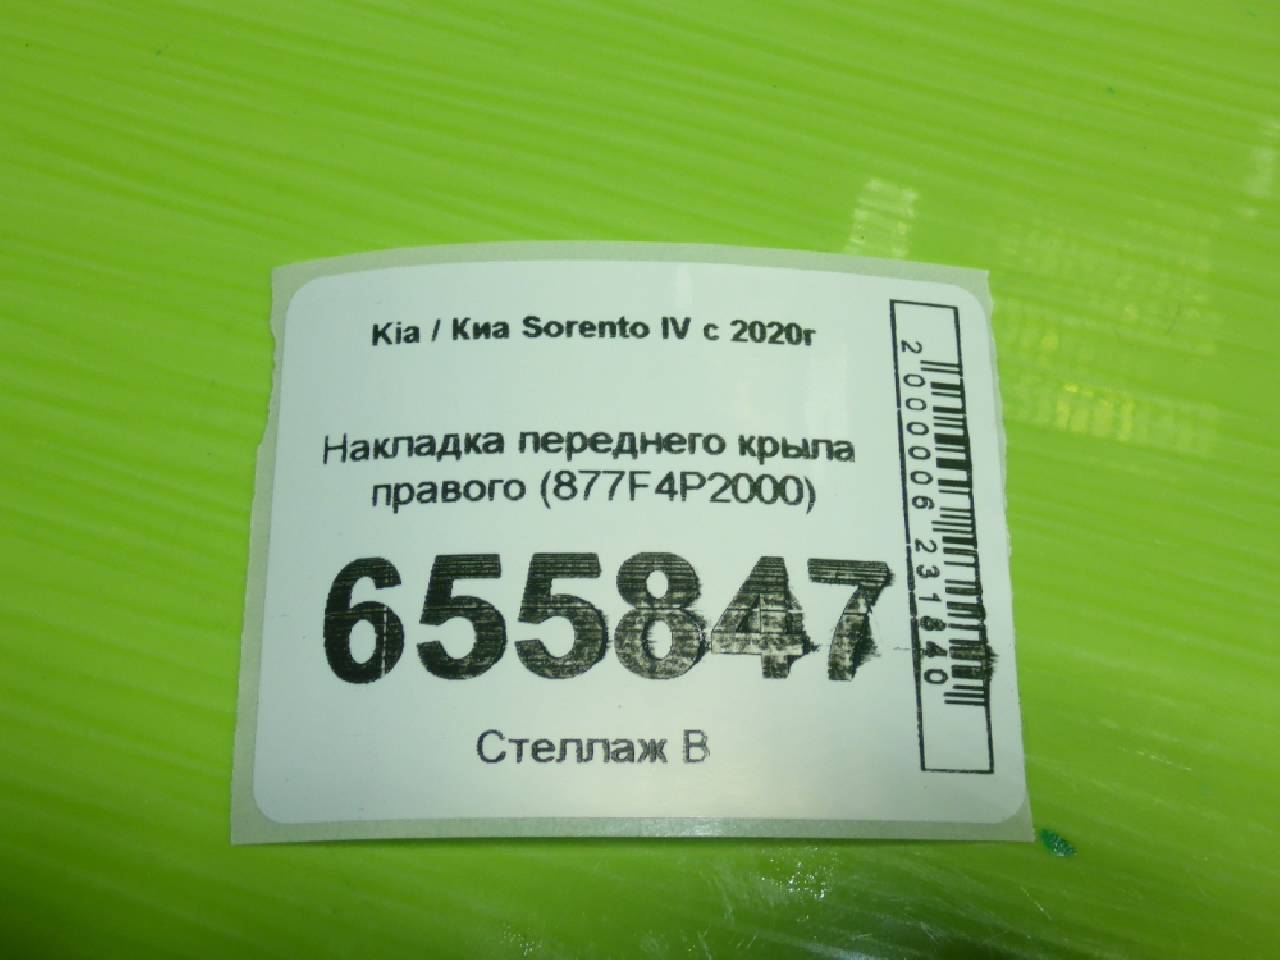 Kia / Киа Sorento IV с 2020г
Накладка переднего крыла
правого (877F4P2000)
655847
Стеллаж В
2000006231840